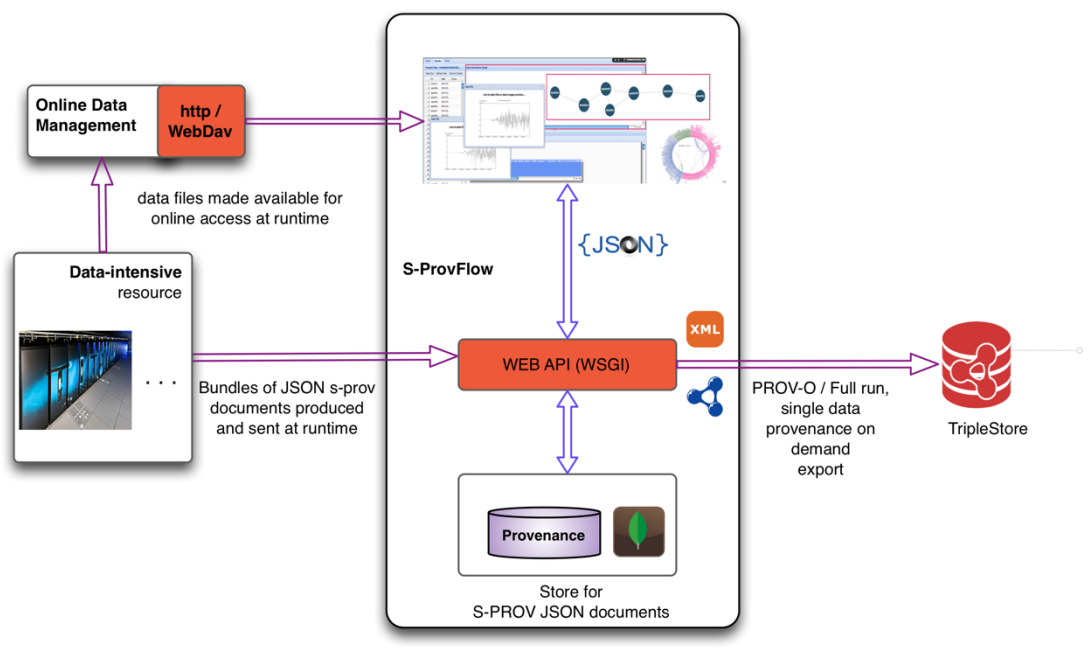 Online Data
Management
http /
WebDav
data files made available for
online access at runtime
Data-intensive
resource
. . .
Bundles of JSON s-prov
documents produced
and sent at runtime
{JSON}
S-ProvFlow
XML
WEB API (WSGI)
PROV-O / Full run,
single data
provenance on
demand
export
TripleStore
Provenance
Store for
S-PROV JSON documents